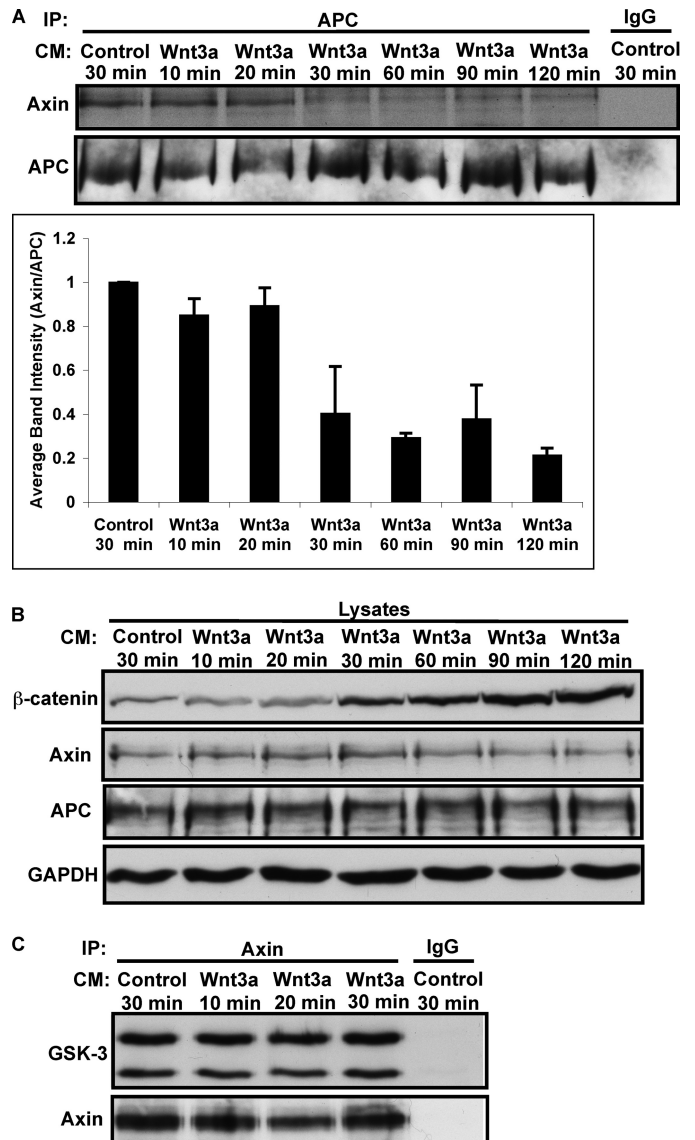 A IP: APC IgG
CM: Control Wnt3a Wnt3a Wnt3a Wnt3a Wnt3a Wnt3a Control
30 min 10 min 20 min 30 min 60 min 90 min 120 min 30 min
Axin
APC
Average Band Intensity (Axin/APC)
1.2
1
0.8
0.6
0.4
0.2
0
Control Wnt3a Wnt3a Wnt3a Wnt3a Wnt3a Wnt3a
30 min 10 min 20 min 30 min 60 min 90 min 120 min
B Lysates
CM: Control Wnt3a Wnt3a Wnt3a Wnt3a Wnt3a Wnt3a
30 min 10 min 20 min 30 min 60 min 90 min 120 min
β-catenin
Axin
APC
GAPDH
C IP: Axin IgG
CM: Control Wnt3a Wnt3a Wnt3a Control
30 min 10 min 20 min 30 min 30 min
GSK-3
Axin